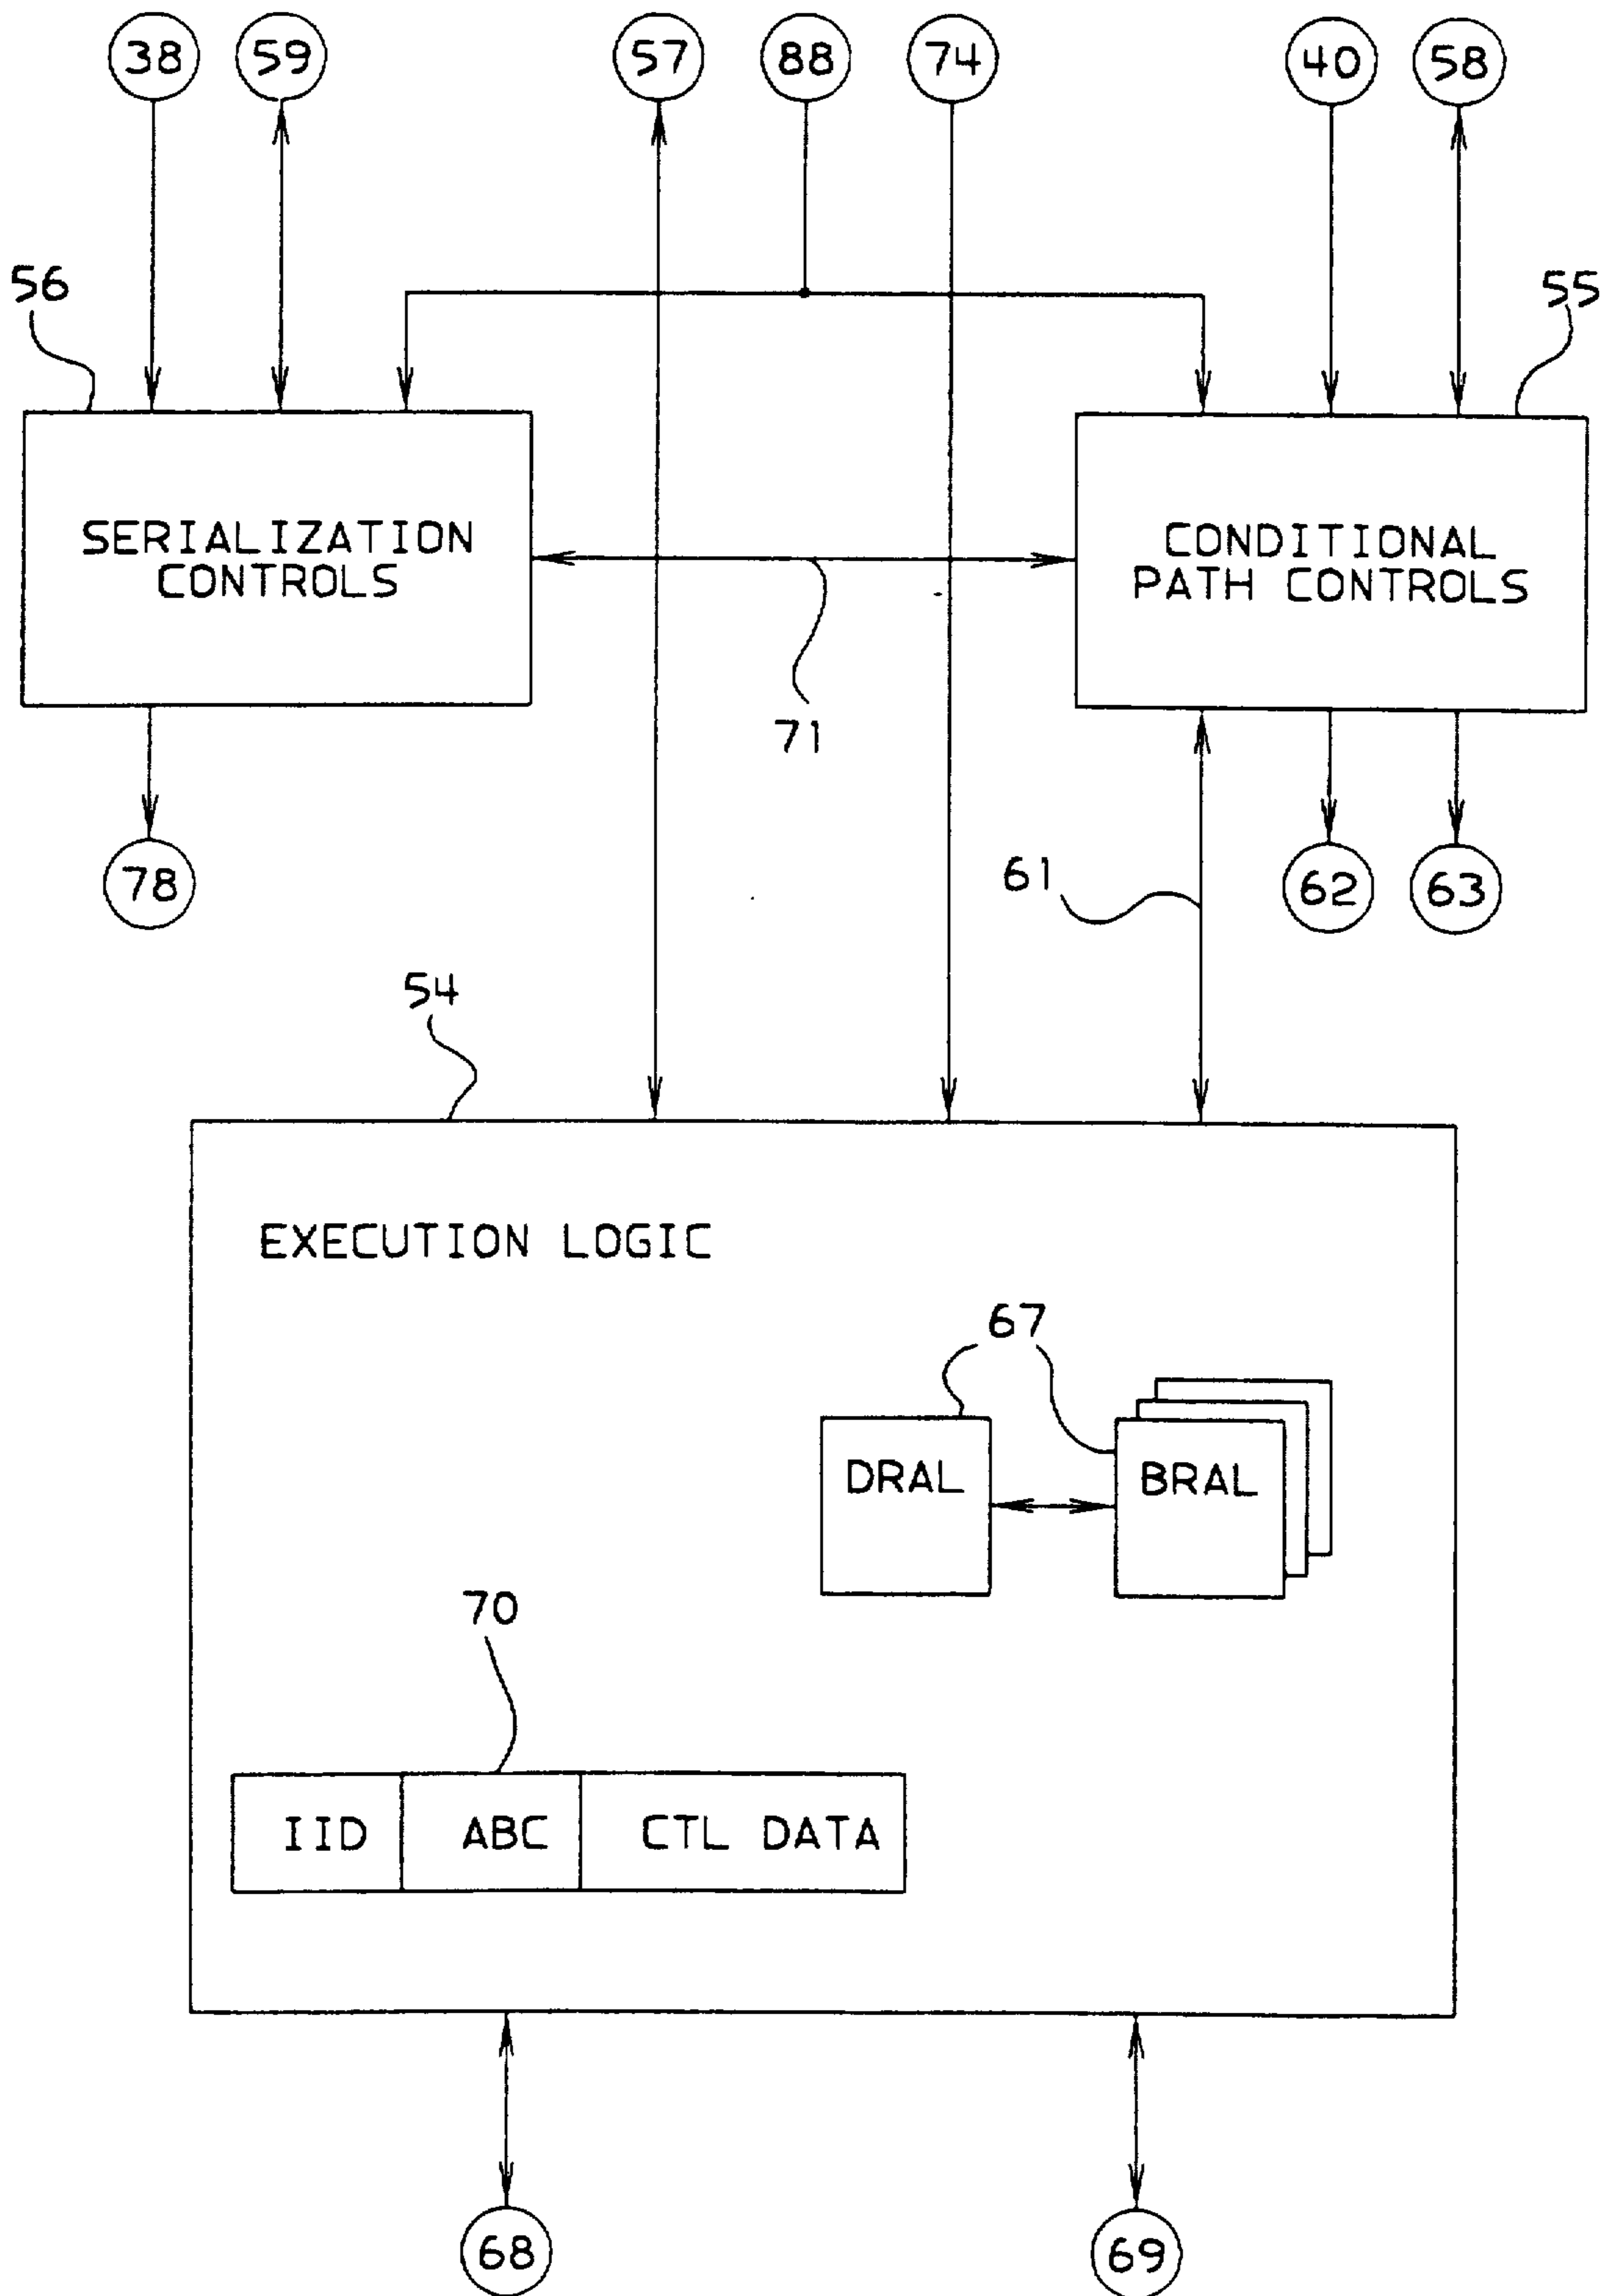 38 59 57 88 74 40 58
56 55
SERIALIZATION
CONTROLS
CONDITIONAL
PATH CONTROLS
71
78
61
62 63
54
EXECUTION LOGIC
67
DRAL
BRAL
70
IID ABC CTL DATA
68 69